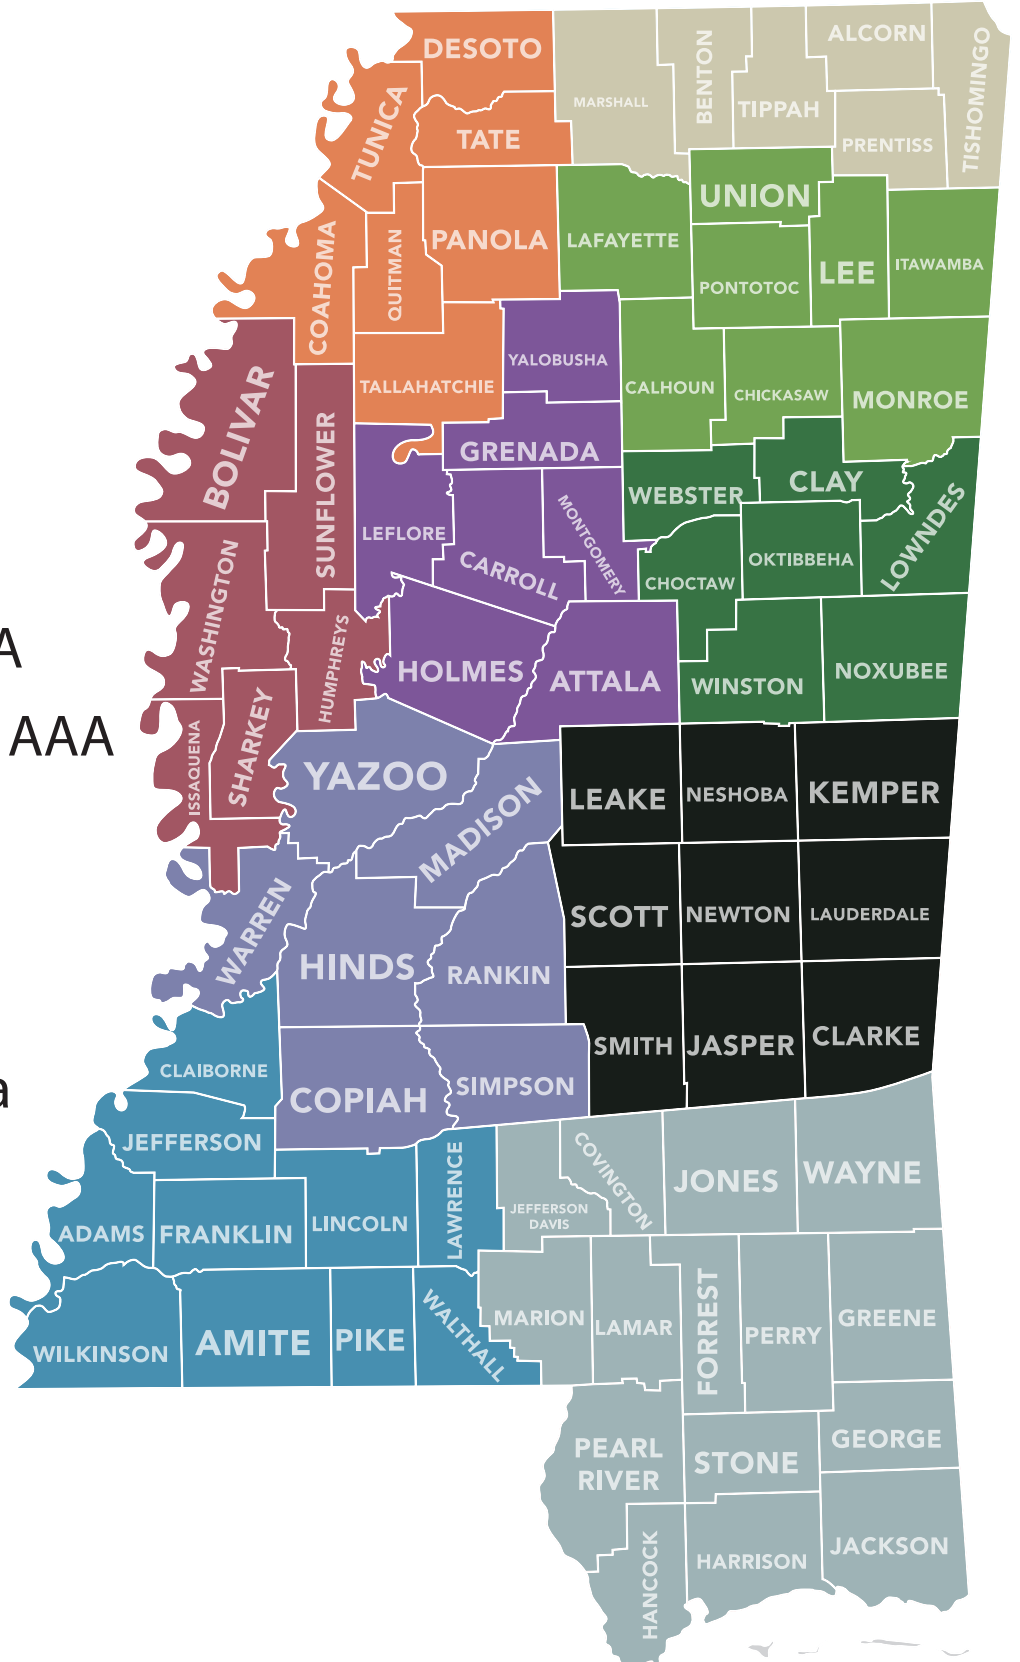 DESOTO
MARSHALL
BENTON
TIPPAH
ALCORN
TISHOMINGO
TUNICA
TATE
PRENTISS
UNION
COAHOMA
QUITMAN
PANOLA
LAFAYETTE
PONTOTOC
LEE
ITAWAMBA
TALLAHATCHIE
YALOBUSHA
CALHOUN
CHICKASAW
MONROE
BOLIVAR
SUNFLOWER
GRENADA
WEBSTER
CLAY
LOWNDES
LEFLORE
CARROLL
MONTGOMERY
CHOCTAW
OKTIBBEHA
WASHINGTON
HUMPHREYS
HOLMES
ATTALA
WINSTON
NOXUBEE
A
AAA
ISSAQUENA
SHARKEY
YAZOO
MADISON
LEAKE
NESHOBA
KEMPER
WARREN
HINDS
RANKIN
SCOTT
NEWTON
LAUDERDALE
CLAIBORNE
COPIAH
SIMPSON
SMITH
JASPER
CLARKE
a
JEFFERSON
LAWRENCE
JEFFERSON
DAVIS
COVINGTON
JONES
WAYNE
ADAMS
FRANKLIN
LINCOLN
WILKINSON
AMITE
PIKE
WALTHALL
MARION
LAMAR
FORREST
PERRY
GREENE
PEARL
RIVER
STONE
GEORGE
HANCOCK
HARRISON
JACKSON